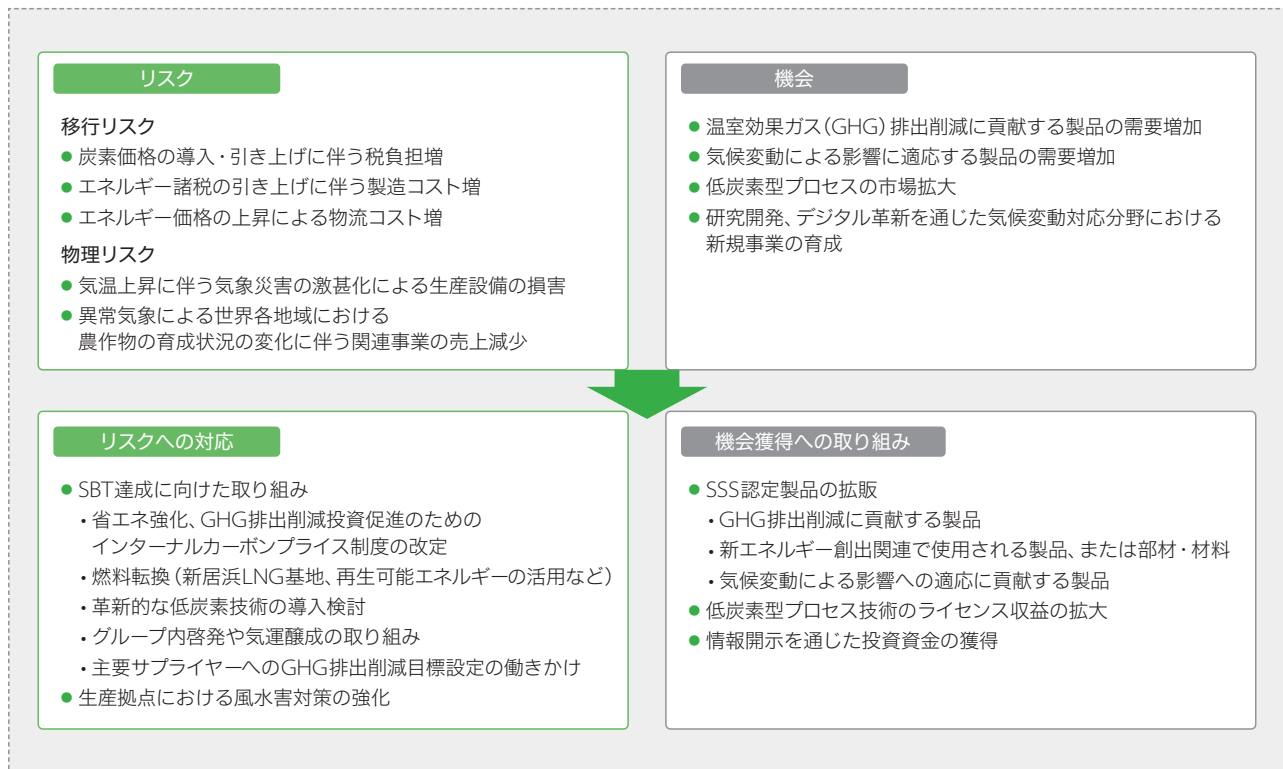 リスク
移行リスク
● 炭素価格の導入・引き上げに伴う税負担増
● エネルギー諸税の引き上げに伴う製造コスト増
● エネルギー価格の上昇による物流コスト増
物理リスク
● 気温上昇に伴う気象災害の激甚化による生産設備の損害
● 異常気象による世界各地域における
農作物の育成状況の変化に伴う関連事業の売上減少
機会
● 温室効果ガス(GHG)排出削減に貢献する製品の需要増加
● 気候変動による影響に適応する製品の需要増加
● 低炭素型プロセスの市場拡大
● 研究開発、デジタル革新を通じた気候変動対応分野における
新規事業の育成
リスクへの対応
● SBT達成に向けた取り組み
・省エネ強化、GHG排出削減投資促進のための
インターナルカーボンプライス制度の改定
・燃料転換(新居浜LNG基地、再生可能エネルギーの活用など)
・革新的な低炭素技術の導入検討
・グループ内啓発や気運醸成の取り組み
・主要サプライヤーへのGHG排出削減目標設定の働きかけ
● 生産拠点における風水害対策の強化
機会獲得への取り組み
● SSS認定製品の拡販
・GHG排出削減に貢献する製品
・新エネルギー創出関連で使用される製品、または部材・材料
・気候変動による影響への適応に貢献する製品
● 低炭素型プロセス技術のライセンス収益の拡大
● 情報開示を通じた投資資金の獲得